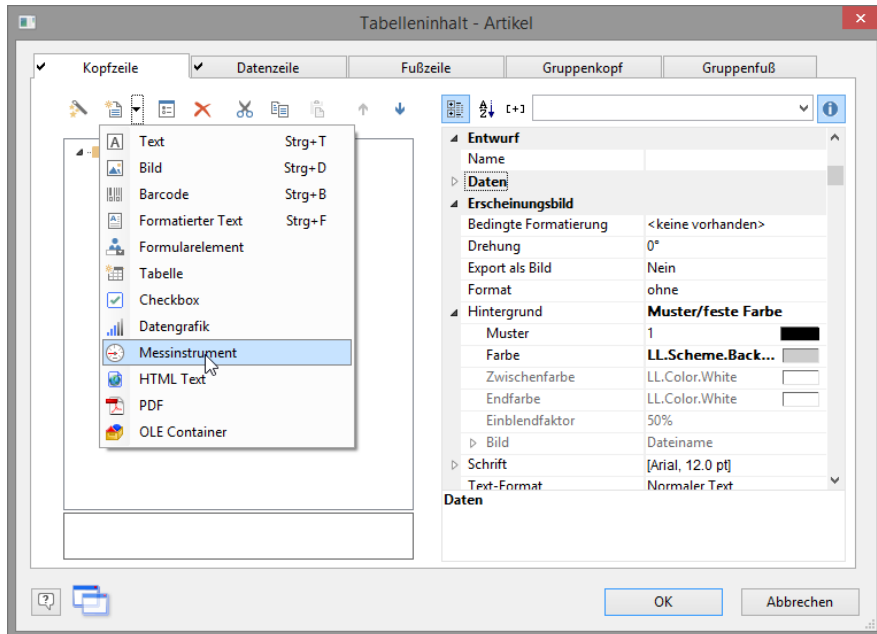 Tabelleninhalt - Artikel
Kopfzeile Datenzeile Fußzeile Gruppenkopf Gruppenfuß
Text Strg+T
Bild Strg+D
Barcode Strg+B
Formatierter Text Strg+F
Formularelement
Tabelle
Checkbox
Datengrafik
Messinstrument
HTML Text
PDF
OLE Container
Entwurf
Name
Daten
Erscheinungsbild
Bedingte Formatierung <keine vorhanden>
Drehung 0°
Export als Bild Nein
Format ohne
Hintergrund Muster/feste Farbe
Muster 1
Farbe LL.Scheme.Back...
Zwischenfarbe LL.Color.White
Endfarbe LL.Color.White
Einblendfaktor 50%
Bild Dateiname
Schrift [Arial, 12.0 pt]
Text-Format Normaler Text
Daten
OK Abbrechen